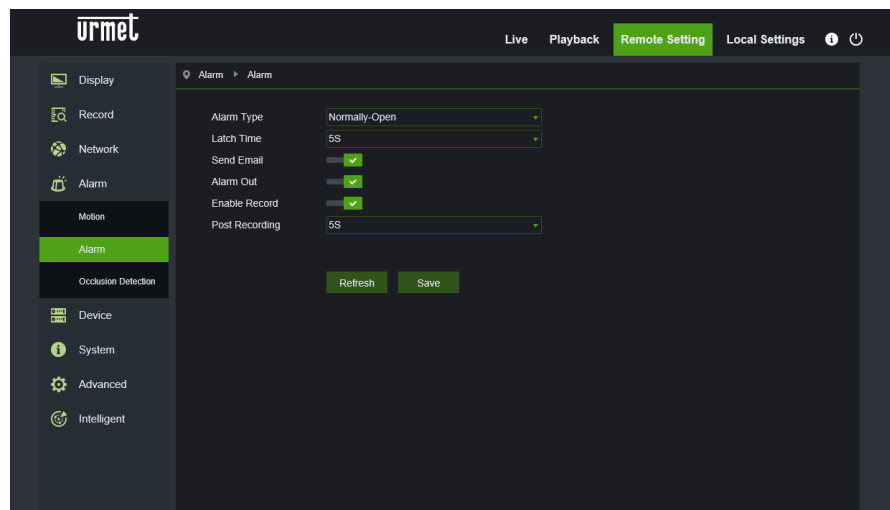 urmet
Live Playback Remote Setting Local Settings
Display
Record
Network
Alarm
Motion
Alarm
Occlusion Detection
Device
System
Advanced
Intelligent
Alarm Alarm
Alarm Type Normally-Open
Latch Time 5S
Send Email
Alarm Out
Enable Record
Post Recording 5S
Refresh Save